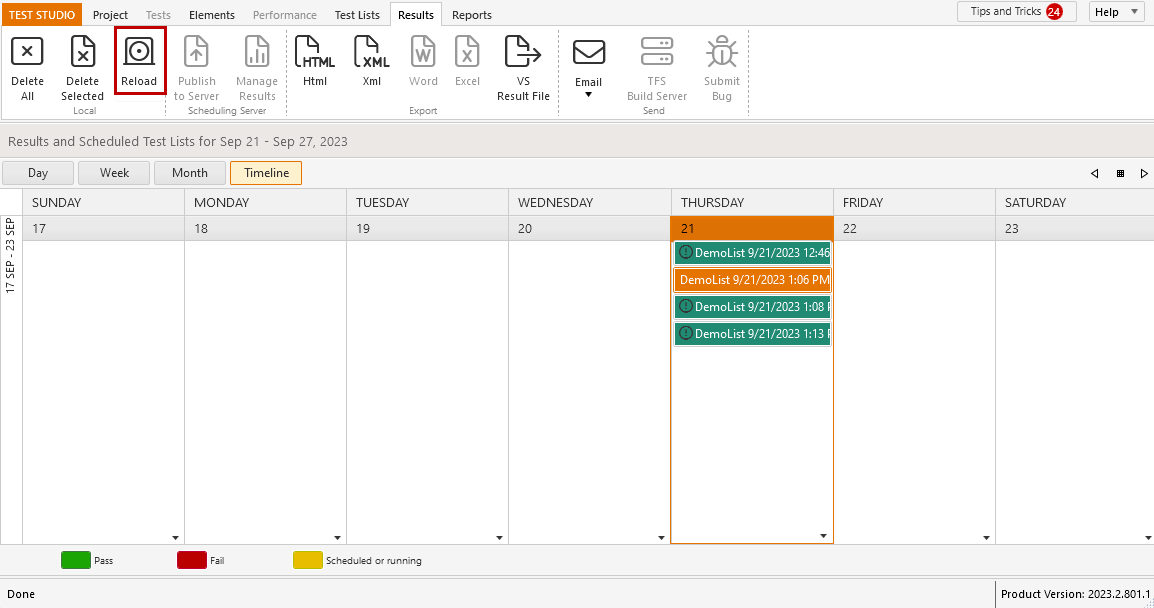 TEST STUDIO Project Tests Elements Performance Test Lists Results Reports Tips and Tricks 24 Help
Delete All
Delete Selected
Reload
Local
Publish to Server
Manage Results
Scheduling Server
HTML Html
XML Xml
W Word
X Excel
VS Result File
Export
Email
TFS Build Server
Submit Bug
Send
Results and Scheduled Test Lists for Sep 21 - Sep 27, 2023
Day Week Month Timeline
SUNDAY MONDAY TUESDAY WEDNESDAY THURSDAY FRIDAY SATURDAY
17 SEP - 23 SEP
17 18 19 20 21 22 23
DemoList 9/21/2023 12:46
DemoList 9/21/2023 1:06 PM
DemoList 9/21/2023 1:08
DemoList 9/21/2023 1:13
Pass Fail Scheduled or running
Done Product Version: 2023.2.801.1